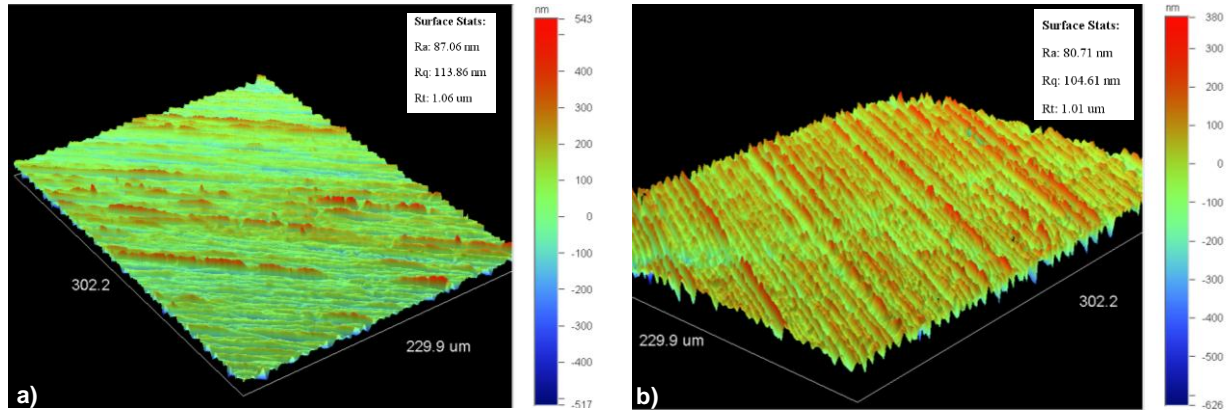 Surface Stats:
Ra: 87.06 nm
Rq: 113.86 nm
Rt: 1.06 um
nm
543
400
300
200
100
0
-100
-200
-300
-400
-517
302.2
229.9 um
a)
Surface Stats:
Ra: 80.71 nm
Rq: 104.61 nm
Rt: 1.01 um
nm
380
300
200
100
0
-100
-200
-300
-400
-500
-626
229.9 um
302.2
b)